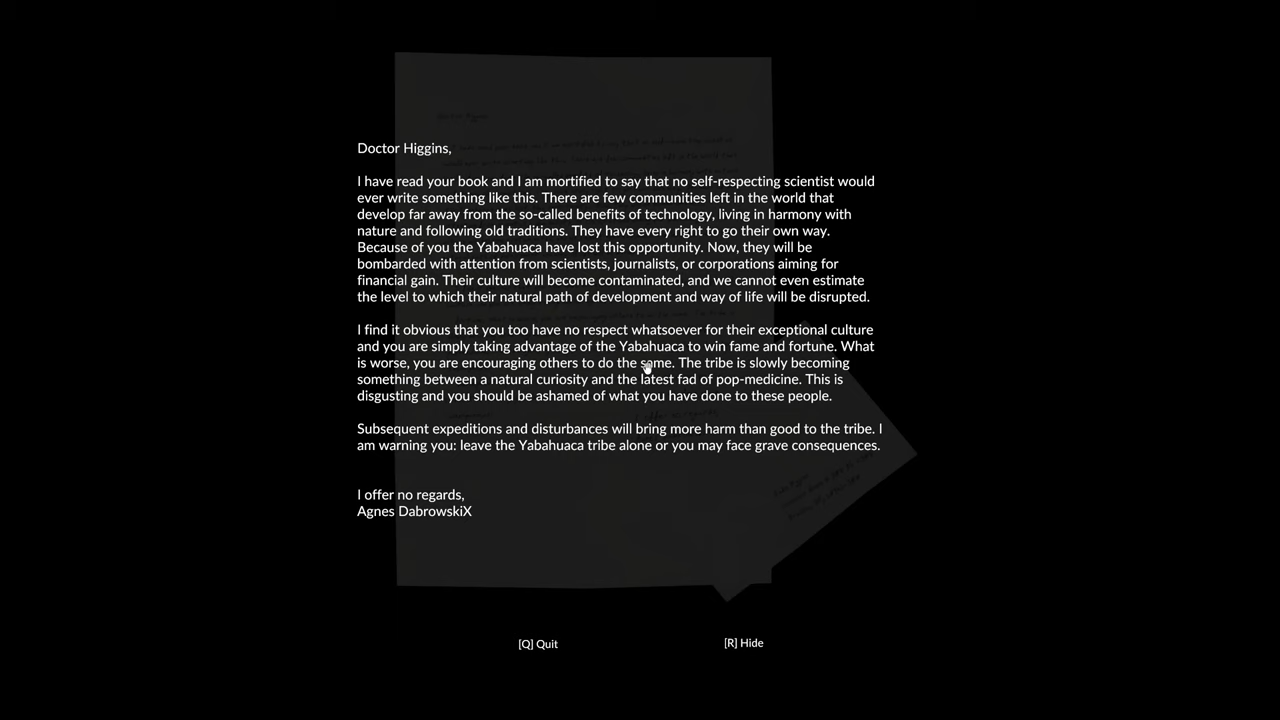 Doctor Higgins,
I have read your book and I am mortified to say that no self-respecting scientist would
ever write something like this. There are few communities left in the world that
develop far away from the so-called benefits of technology, living in harmony with
nature and following old traditions. They have every right to go their own way.
Because of you the Yabahuaca have lost this opportunity. Now, they will be
bombarded with attention from scientists, journalists, or corporations aiming for
financial gain. Their culture will become contaminated, and we cannot even estimate
the level to which their natural path of development and way of life will be disrupted.
I find it obvious that you too have no respect whatsoever for their exceptional culture
and you are simply taking advantage of the Yabahuaca to win fame and fortune. What
is worse, you are encouraging others to do the same. The tribe is slowly becoming
something between a natural curiosity and the latest fad of pop-medicine. This is
disgusting and you should be ashamed of what you have done to these people.
Subsequent expeditions and disturbances will bring more harm than good to the tribe. I
am warning you: leave the Yabahuaca tribe alone or you may face grave consequences.
I offer no regards,
Agnes DabrowskiX
[Q] Quit
[R] Hide